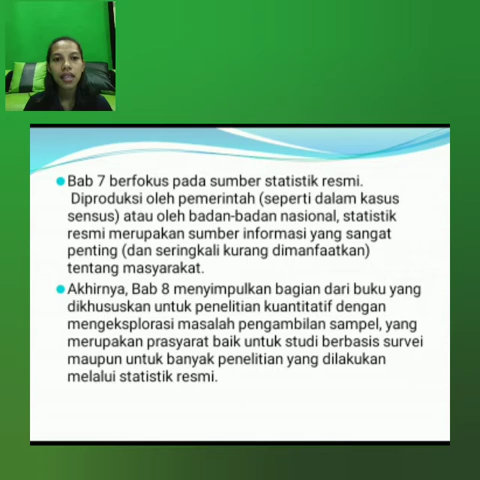 Bab 7 berfokus pada sumber statistik resmi.
Diproduksi oleh pemerintah (seperti dalam kasus
sensus) atau oleh badan-badan nasional, statistik
resmi merupakan sumber informasi yang sangat
penting (dan seringkali kurang dimanfaatkan)
tentang masyarakat.
Akhirnya, Bab 8 menyimpulkan bagian dari buku yang
dikhususkan untuk penelitian kuantitatif dengan
mengeksplorasi masalah pengambilan sampel, yang
merupakan prasyarat baik untuk studi berbasis survei
maupun untuk banyak penelitian yang dilakukan
melalui statistik resmi.